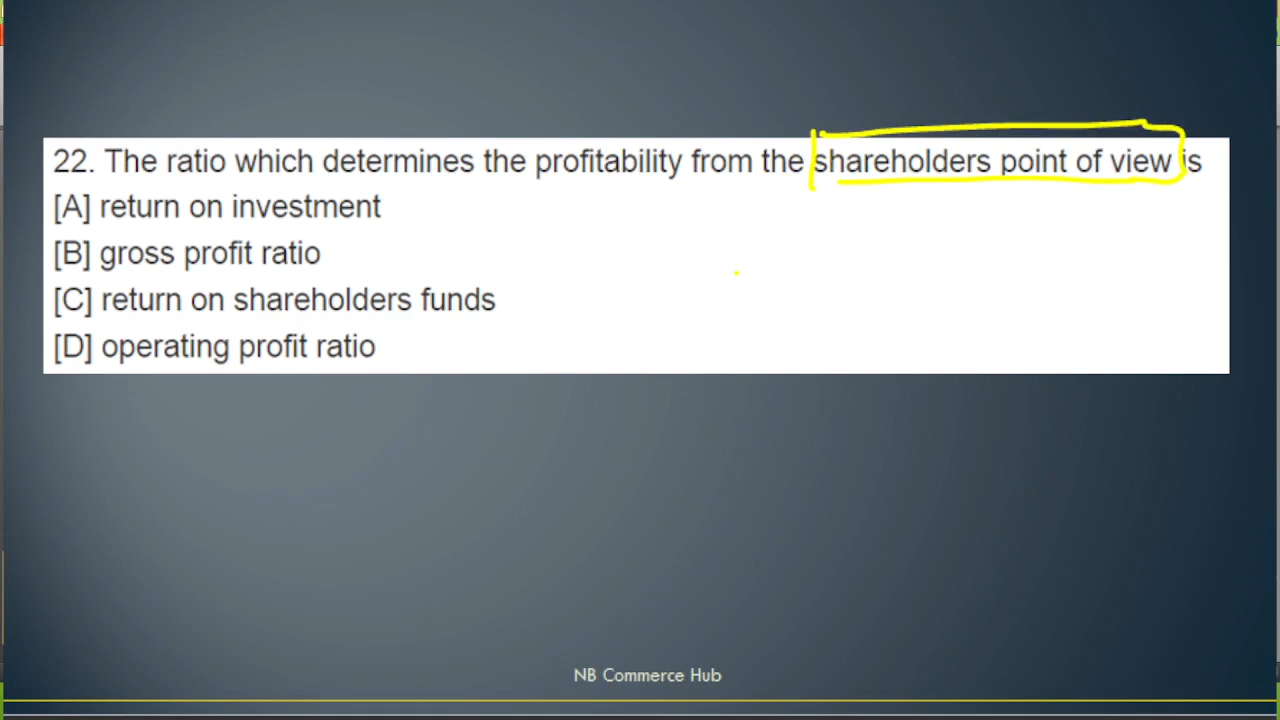 22. The ratio which determines the profitability from the shareholders point of view is
[A] return on investment
[B] gross profit ratio
[C] return on shareholders funds
[D] operating profit ratio
NB Commerce Hub